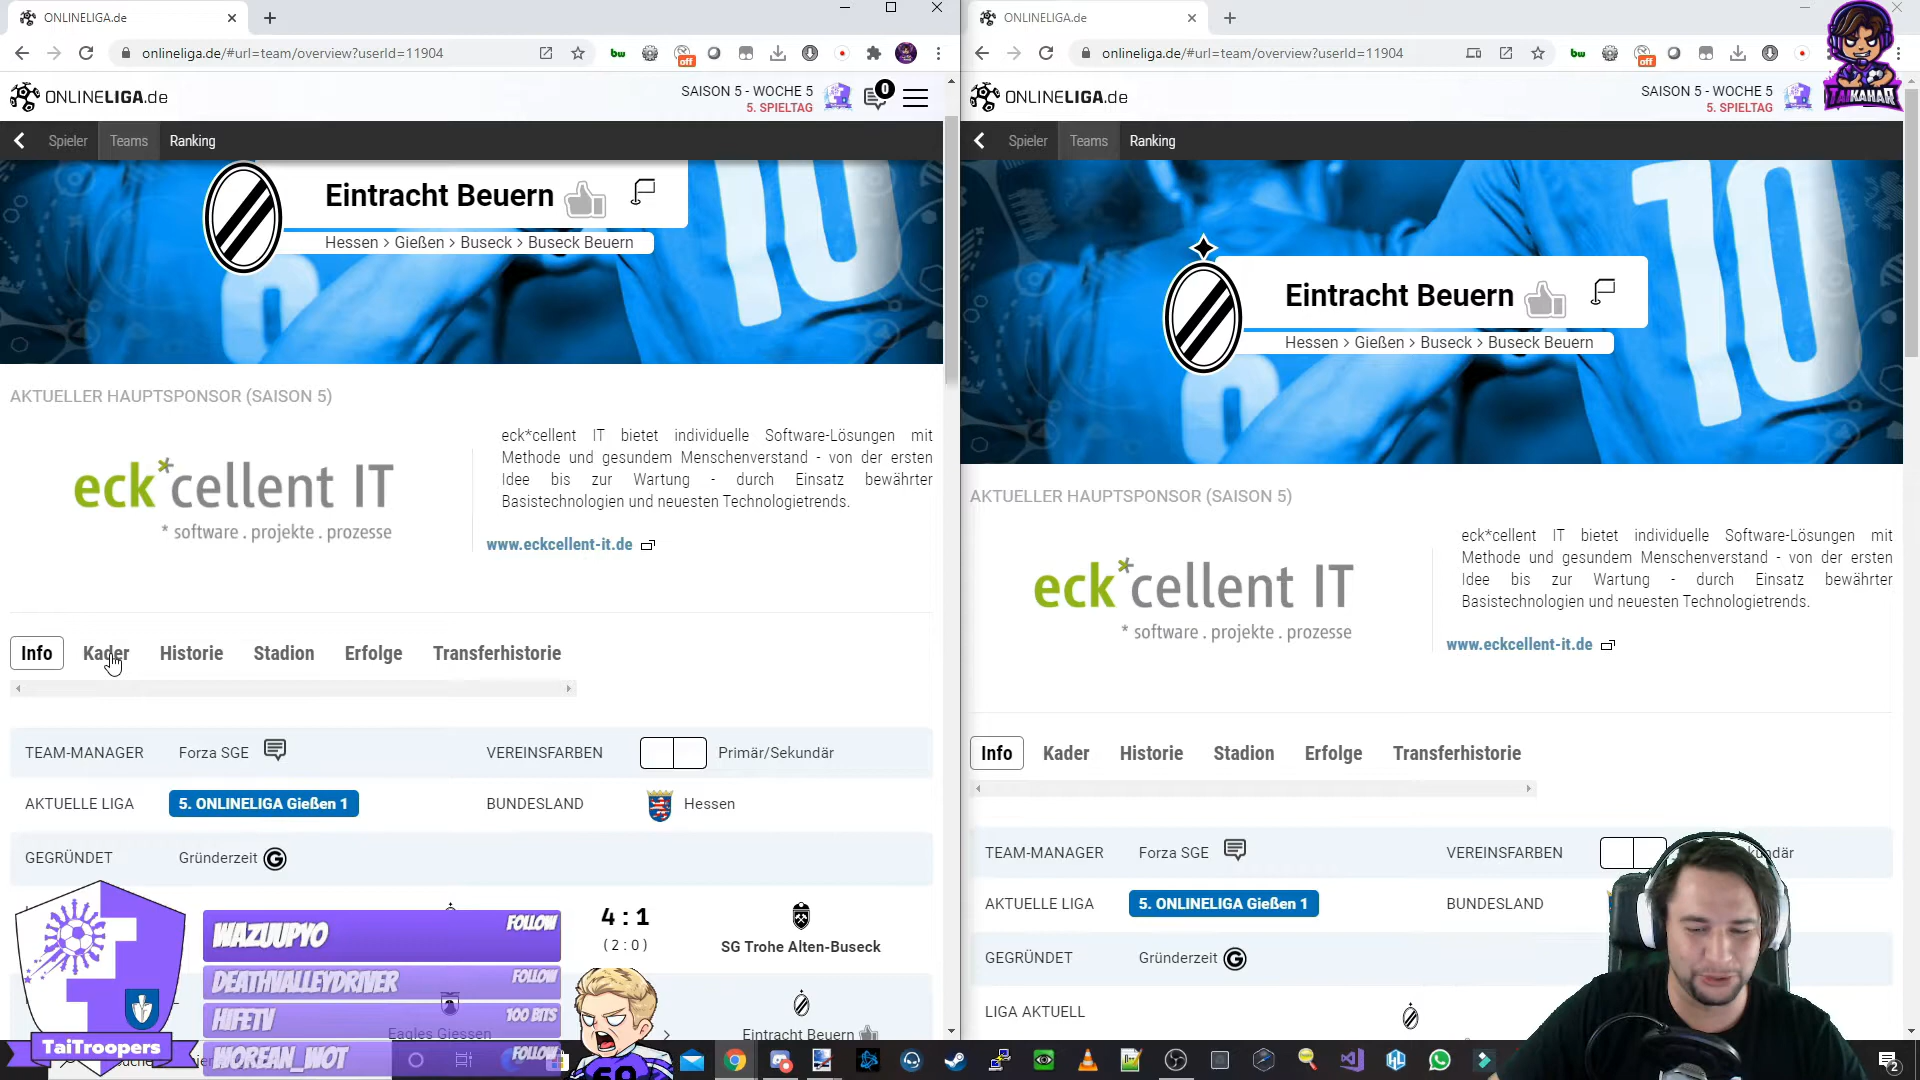 ONLINELIGA.de
onlineliga.de/#url=team/overview?userId=11904
bw
off
ONLINELIGA.de
SAISON 5 - WOCHE 5
5. SPIELTAG
0
Spieler Teams Ranking
Eintracht Beuern
Hessen > Gießen > Buseck > Buseck Beuern
10
AKTUELLER HAUPTSPONSOR (SAISON 5)
eck*cellent IT
* software . projekte . prozesse
eck*cellent IT bietet individuelle Software-Lösungen mit
Methode und gesundem Menschenverstand - von der ersten
Idee bis zur Wartung - durch Einsatz bewährter
Basistechnologien und neuesten Technologietrends.
www.eckcellent-it.de
Info Kader Historie Stadion Erfolge Transferhistorie
TEAM-MANAGER Forza SGE VEREINSFARBEN Primär/Sekundär
AKTUELLE LIGA 5. ONLINELIGA Gießen 1 BUNDESLAND Hessen
GEGRÜNDET Gründerzeit G
4 : 1
( 2 : 0 )
SG Trohe Alten-Buseck
Eagles Giessen
Eintracht Beuern
WAZUUPYO FOLLOW
DEATHVALLEYDRIVER FOLLOW
HIFETV 100 BITS
MOREAN_WOT FOLLOW
TaiTroopers
ONLINELIGA.de
onlineliga.de/#url=team/overview?userId=11904
bw
off
TAIKAHAR
ONLINELIGA.de
SAISON 5 - WOCHE 5
5. SPIELTAG
Spieler Teams Ranking
Eintracht Beuern
Hessen > Gießen > Buseck > Buseck Beuern
10
AKTUELLER HAUPTSPONSOR (SAISON 5)
eck*cellent IT
* software . projekte . prozesse
eck*cellent IT bietet individuelle Software-Lösungen mit
Methode und gesundem Menschenverstand - von der ersten
Idee bis zur Wartung - durch Einsatz bewährter
Basistechnologien und neuesten Technologietrends.
www.eckcellent-it.de
Info Kader Historie Stadion Erfolge Transferhistorie
TEAM-MANAGER Forza SGE VEREINSFARBEN
AKTUELLE LIGA 5. ONLINELIGA Gießen 1 BUNDESLAND
GEGRÜNDET Gründerzeit G
LIGA AKTUELL
2